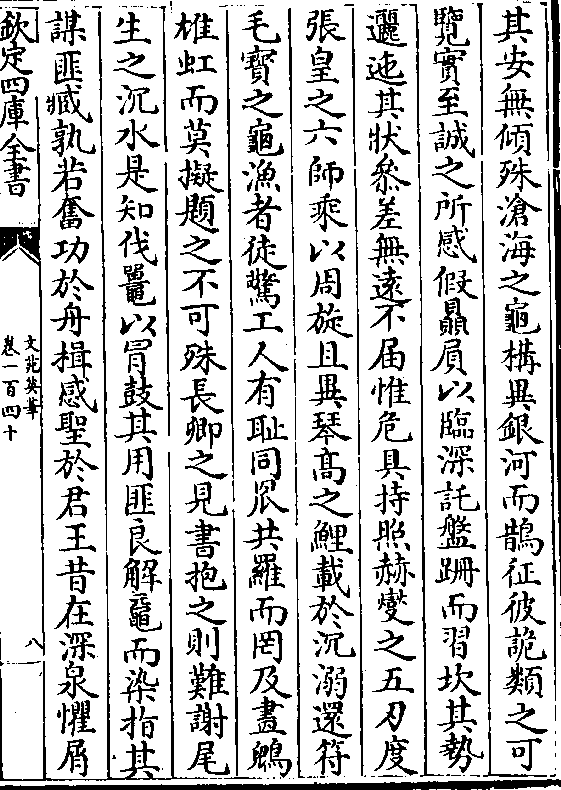 其安無傾殊滄海之龜構異銀河而鵲征彼詭類之可
覽實至誠之所感假贔屓以臨深託盤跚而習坎其勢
邐迤其狀叅差無遠不届惟危具持照赫燮之五刃度
張皇之六師乘以周旋且異琴髙之鯉載於沉溺還符
毛寳之龜漁者徒驚工人有耻同罛共羅而罔及畫鷁
椎虹而莫擬題之不可殊長卿之見書抱之則難謝尾
生之沉水是知伐鼉以冐鼓其用匪良解黿而染指其
謀匪臧孰若奮功於舟楫感聖於君王昔在深泉懼屑
欽定四庫全書
文苑英華
卷一百四十
八